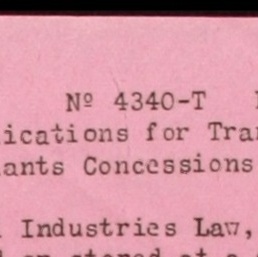 Nº 4340-T
ications for Tra
ants Concessions
Industries Law,